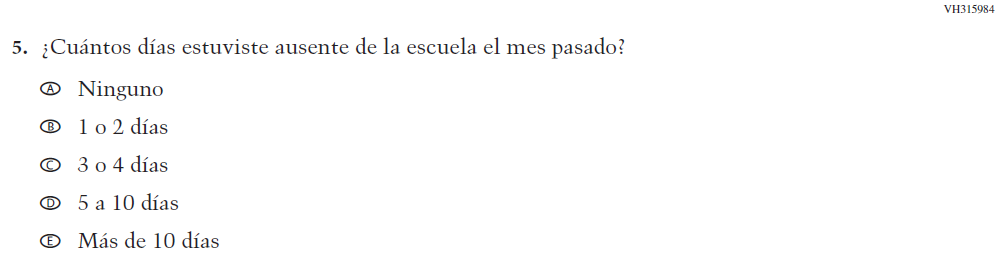 VH315984
5. ¿Cuántos días estuviste ausente de la escuela el mes pasado?
A Ninguno
B 1 o 2 días
C 3 o 4 días
D 5 a 10 días
E Más de 10 días